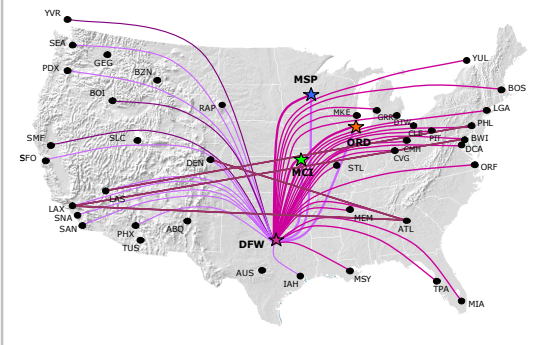 YVR
SEA
GEG
PDX
BZN
BOI
RAP
MSP
YUL
BOS
MKE
GRR
LGA
DTW
PHL
CLE
PIT
BWI
ORD
DCA
CMH
CVG
SMF
SLC
SFO
DEN
STL
MCI
ORF
LAS
LAX
SNA
SAN
PHX
TUS
ABQ
MEM
ATL
DFW
AUS
IAH
MSY
TPA
MIA